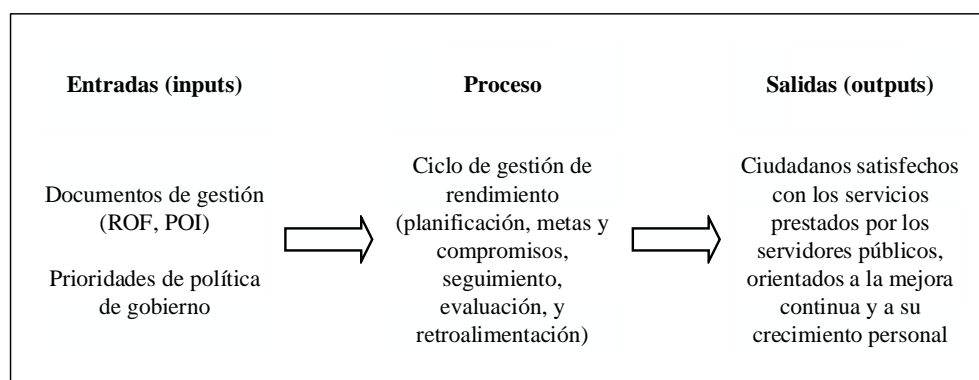 Entradas (inputs)
Documentos de gestión
(ROF, POI)
Prioridades de política
de gobierno
Proceso
Ciclo de gestión de
rendimiento
(planificación, metas y
compromisos,
seguimiento,
evaluación, y
retroalimentación)
Salidas (outputs)
Ciudadanos satisfechos
con los servicios
prestados por los
servidores públicos,
orientados a la mejora
continua y a su
crecimiento personal